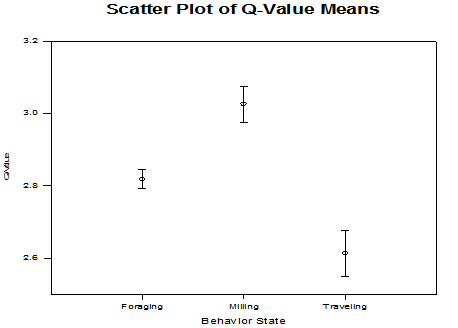 Scatter Plot of Q-Value Means
3.2
3.0
2.8
2.6
QValue
Foraging
Milling
Traveling
Behavior State